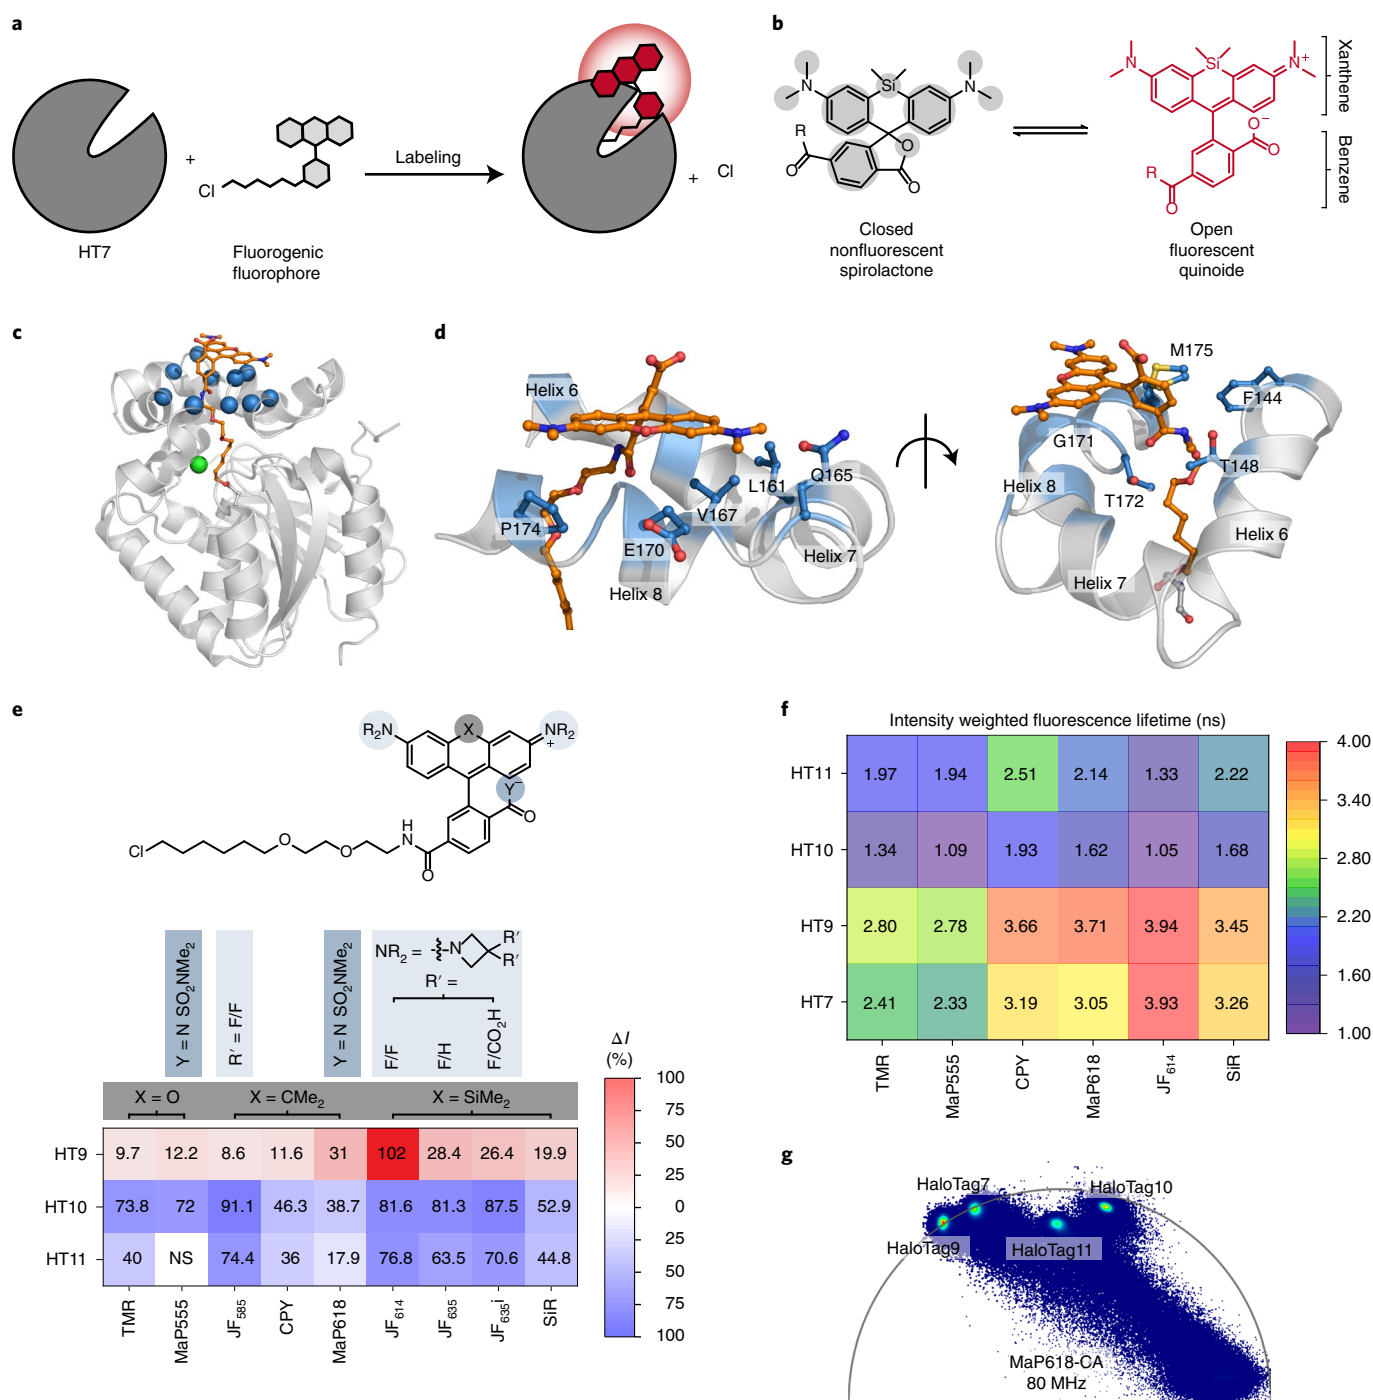 a
HT7
+
Cl
Fluorogenic
fluorophore
Labeling
+
Cl
b
N
Si
N
R
O
O
O
Closed
nonfluorescent
spirolactone
N
Si
N+
O−
O
R
O
Open
fluorescent
quinoide
Xanthene
Benzene
c
d
Helix 6
P174
E170
V167
L161
Q165
Helix 7
Helix 8
M175
F144
G171
T148
Helix 8
T172
Helix 6
Helix 7
e
R2N
X
NR2
+
Y−
O
Cl
O
O
H
N
O
Y = N SO2NMe2
R′ = F/F
Y = N SO2NMe2
NR2 =
N
R′
R′
R′ =
F/F
F/H
F/CO2H
X = O
X = CMe2
X = SiMe2
HT9 9.7 12.2 8.6 11.6 31 102 28.4 26.4 19.9
HT10 73.8 72 91.1 46.3 38.7 81.6 81.3 87.5 52.9
HT11 40 NS 74.4 36 17.9 76.8 63.5 70.6 44.8
TMR MaP555 JF585 CPY MaP618 JF614 JF635 JF635i SiR
ΔI
(%)
100
75
50
25
0
25
50
75
100
f
Intensity weighted fluorescence lifetime (ns)
HT11 1.97 1.94 2.51 2.14 1.33 2.22
HT10 1.34 1.09 1.93 1.62 1.05 1.68
HT9 2.80 2.78 3.66 3.71 3.94 3.45
HT7 2.41 2.33 3.19 3.05 3.93 3.26
TMR MaP555 CPY MaP618 JF614 SiR
4.00
3.40
2.80
2.20
1.60
1.00
g
HaloTag7
HaloTag10
HaloTag9
HaloTag11
MaP618-CA
80 MHz